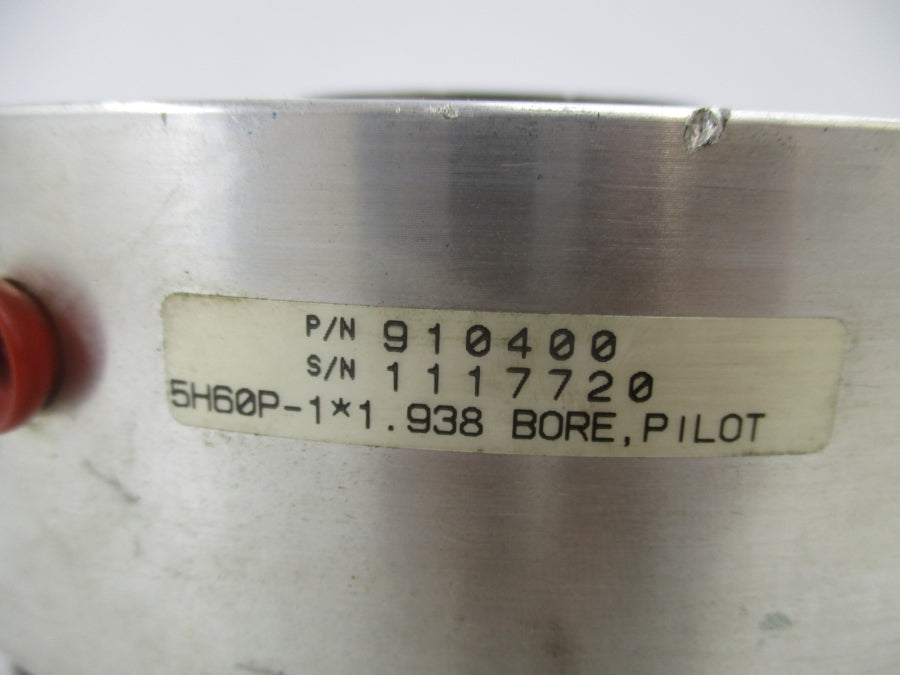 P/N 910400
S/N 1117720
5H60P-1*1.938 BORE,PILOT